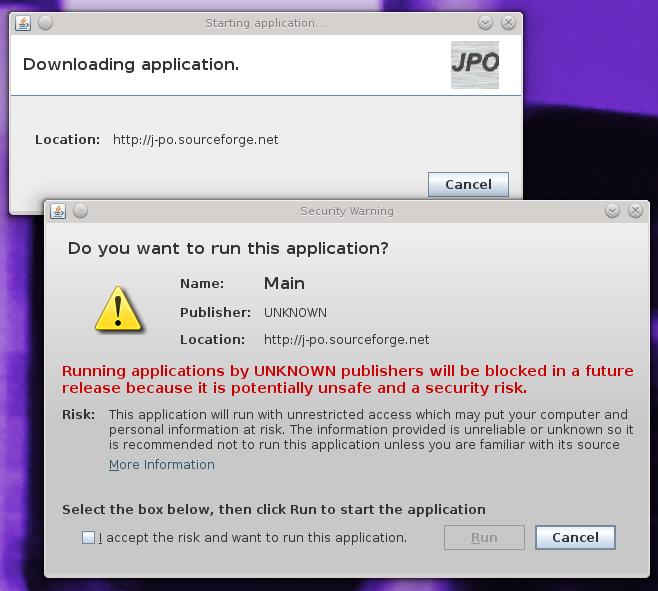 Starting application...
Downloading application.
JPO
Location: http://j-po.sourceforge.net
Cancel
Security Warning
Do you want to run this application?
Name: Main
Publisher: UNKNOWN
Location: http://j-po.sourceforge.net
Running applications by UNKNOWN publishers will be blocked in a future
release because it is potentially unsafe and a security risk.
Risk: This application will run with unrestricted access which may put your computer and
personal information at risk. The information provided is unreliable or unknown so it
is recommended not to run this application unless you are familiar with its source
More Information
Select the box below, then click Run to start the application
I accept the risk and want to run this application.
Run
Cancel